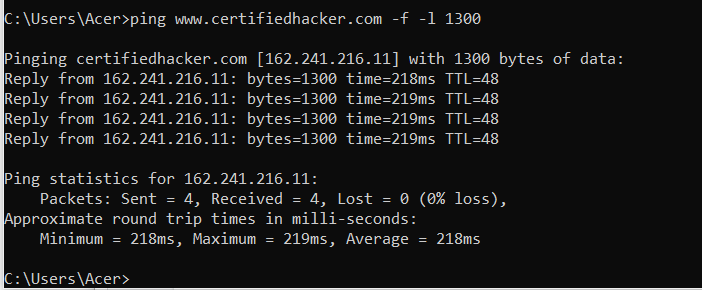 C:\Users\Acer>ping www.certifiedhacker.com -f -l 1300
Pinging certifiedhacker.com [162.241.216.11] with 1300 bytes of data:
Reply from 162.241.216.11: bytes=1300 time=218ms TTL=48
Reply from 162.241.216.11: bytes=1300 time=219ms TTL=48
Reply from 162.241.216.11: bytes=1300 time=219ms TTL=48
Reply from 162.241.216.11: bytes=1300 time=219ms TTL=48
Ping statistics for 162.241.216.11:
    Packets: Sent = 4, Received = 4, Lost = 0 (0% loss),
Approximate round trip times in milli-seconds:
    Minimum = 218ms, Maximum = 219ms, Average = 218ms
C:\Users\Acer>